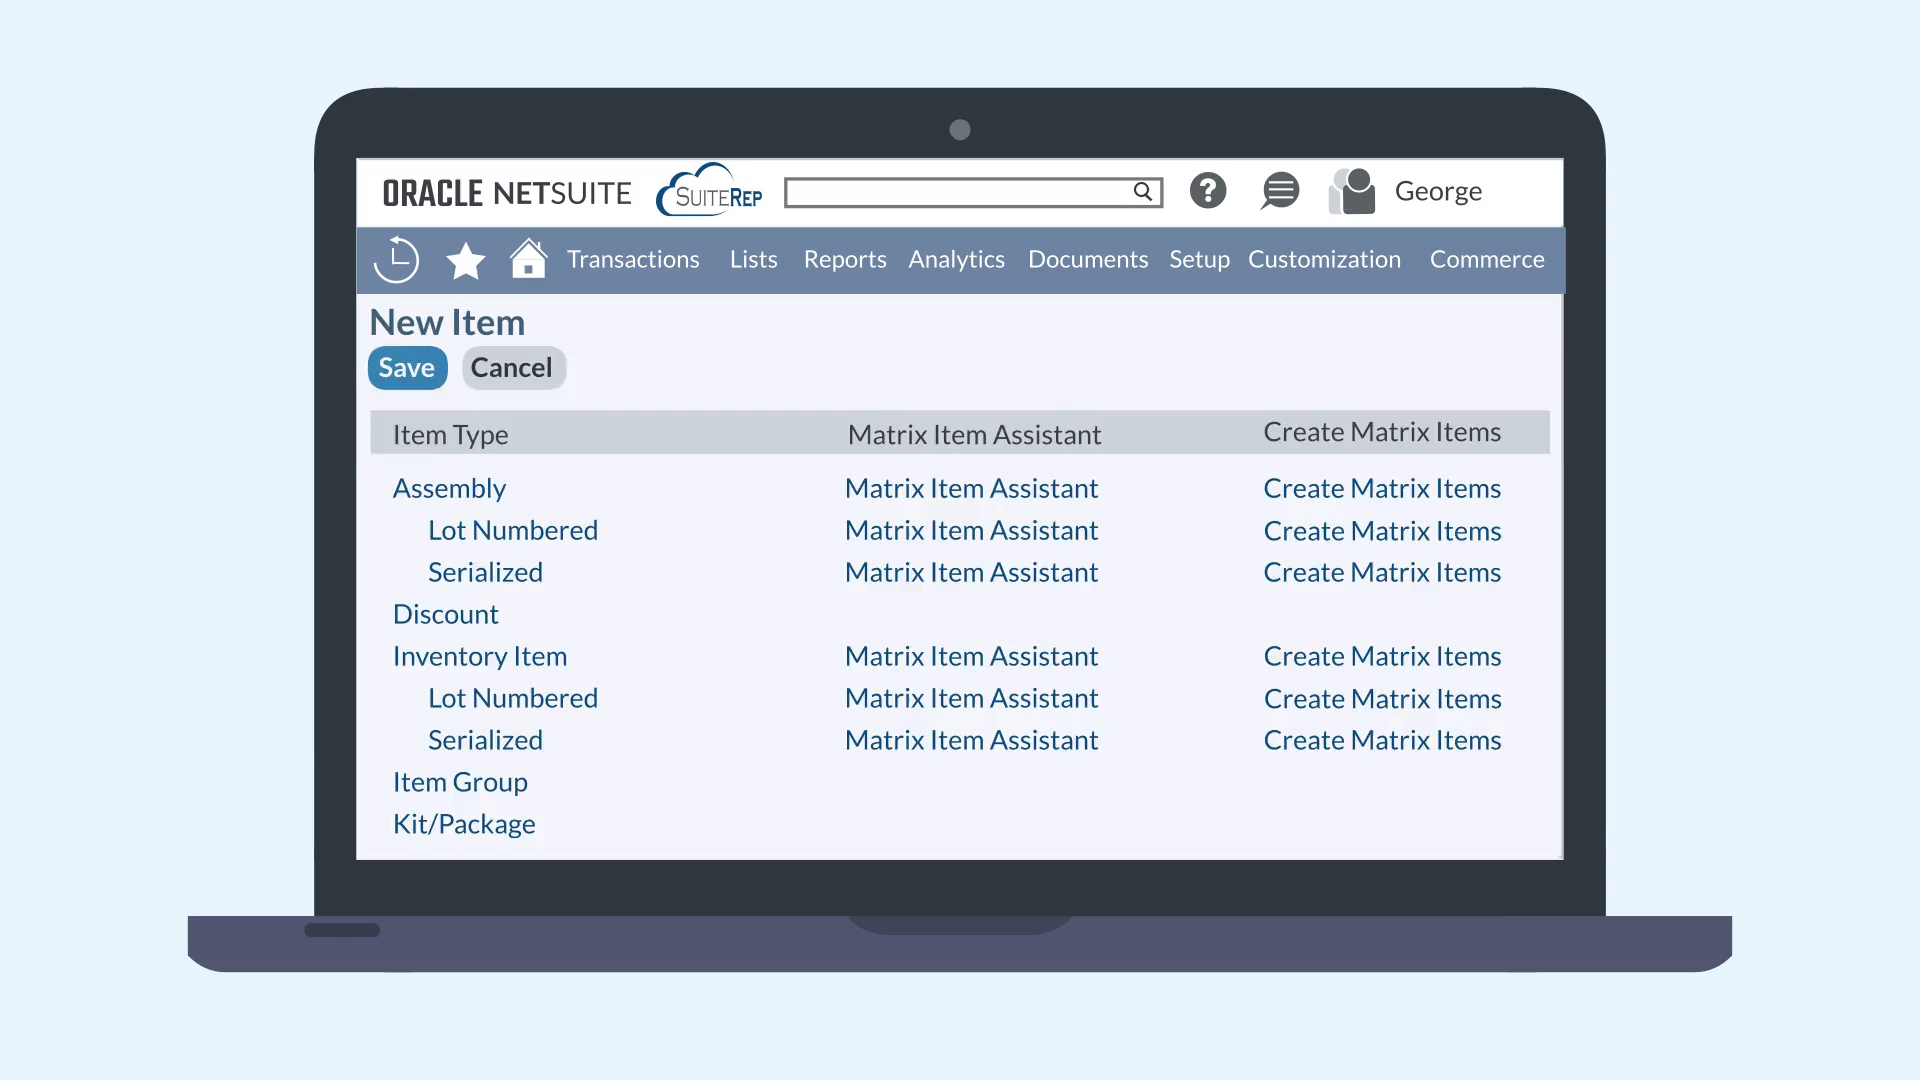 ORACLE NETSUITE SUITEREP ? George
Transactions Lists Reports Analytics Documents Setup Customization Commerce
New Item
Save Cancel
Item Type Matrix Item Assistant Create Matrix Items
Assembly Matrix Item Assistant Create Matrix Items
Lot Numbered Matrix Item Assistant Create Matrix Items
Serialized Matrix Item Assistant Create Matrix Items
Discount
Inventory Item Matrix Item Assistant Create Matrix Items
Lot Numbered Matrix Item Assistant Create Matrix Items
Serialized Matrix Item Assistant Create Matrix Items
Item Group
Kit/Package